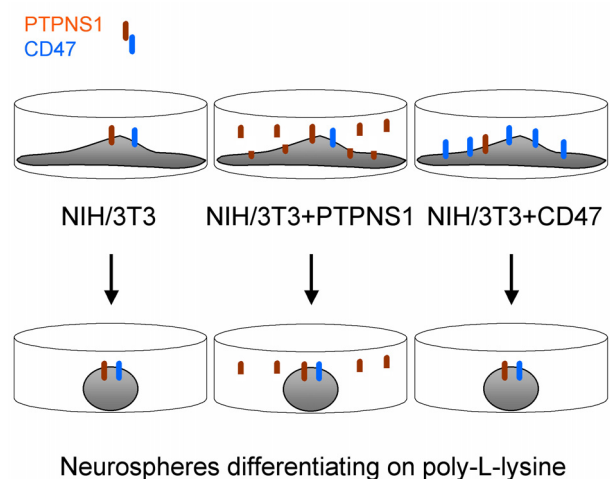 PTPNS1
CD47
NIH/3T3 NIH/3T3+PTPNS1 NIH/3T3+CD47
Neurospheres differentiating on poly-L-lysine